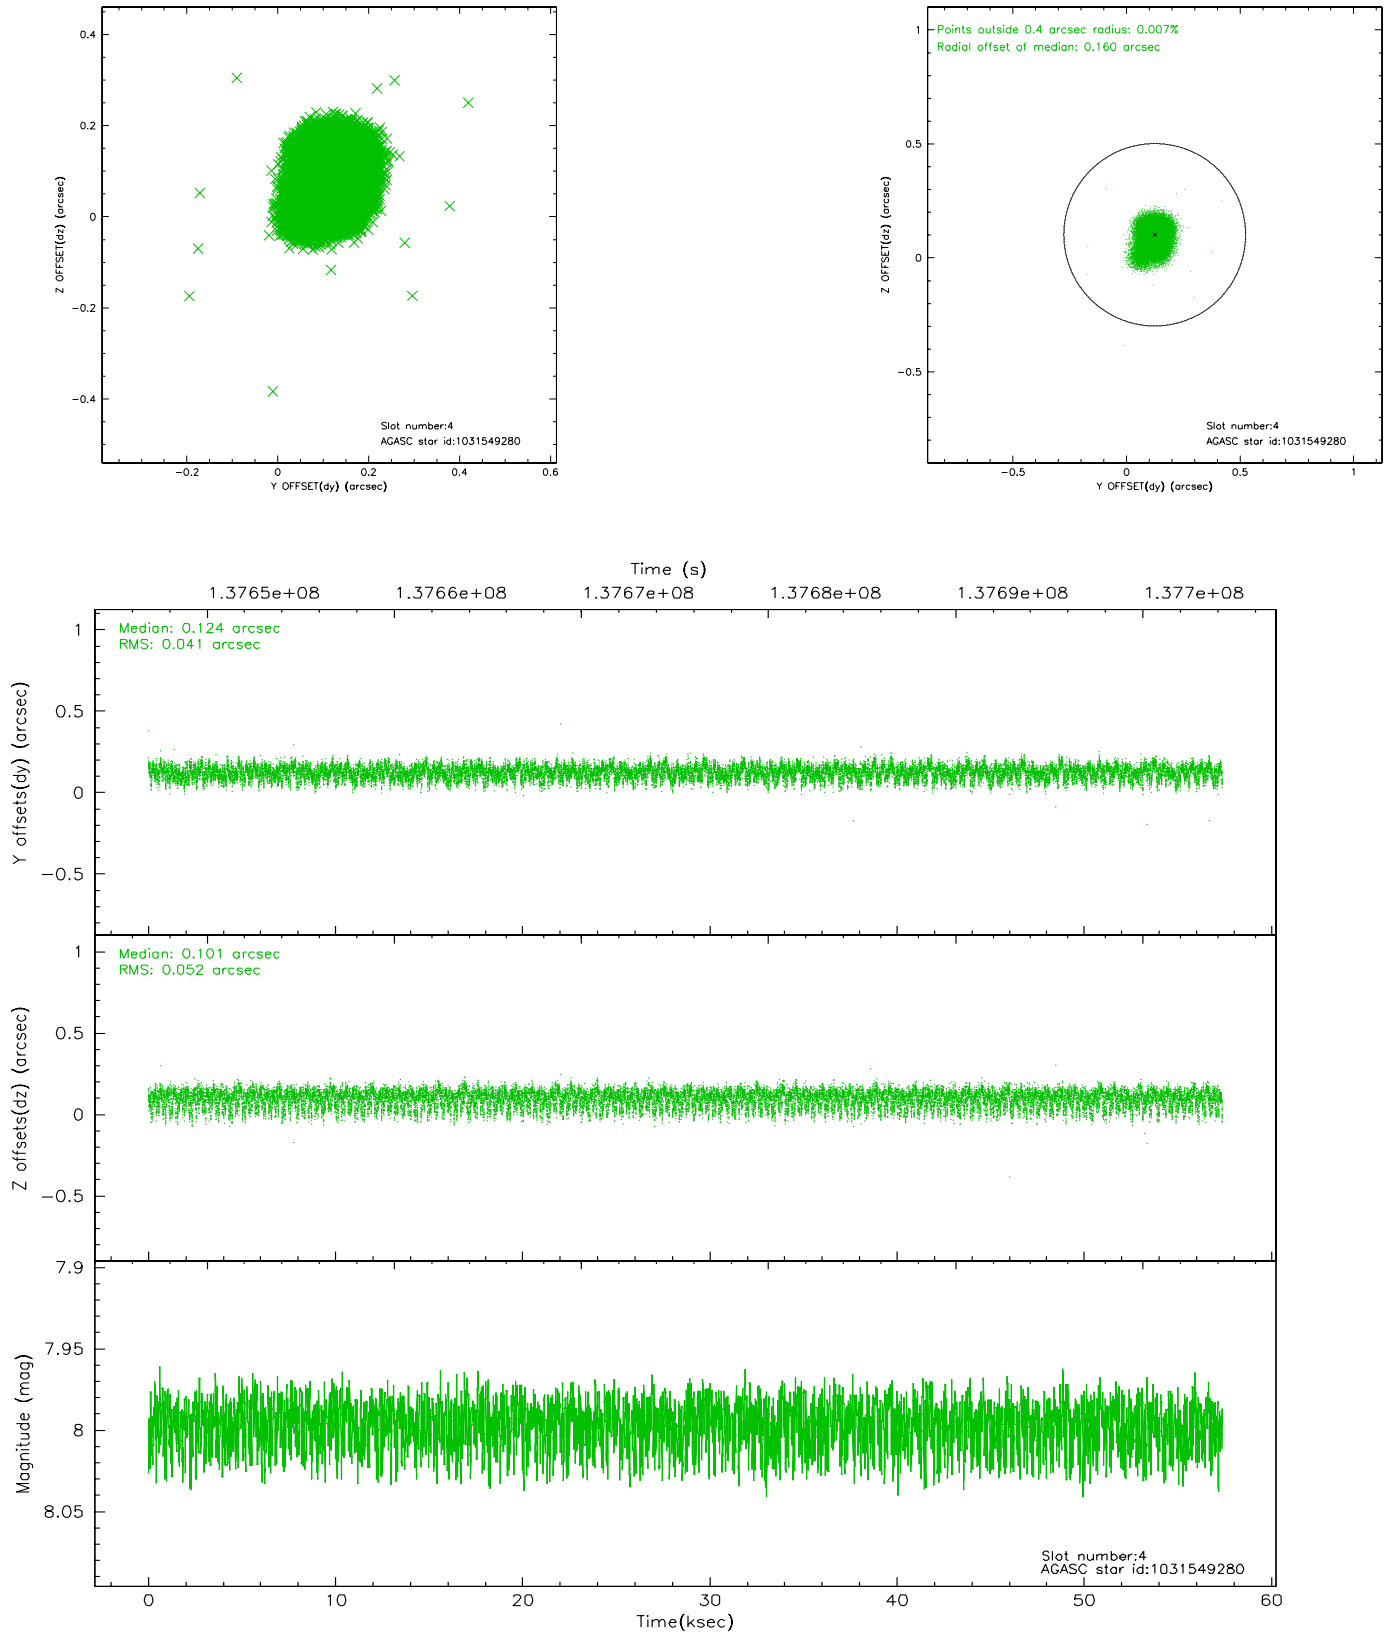 0.4
0.2
0
−0.2
−0.4
Z OFFSET(dz) (arcsec)
Slot number:4
AGASC star id:1031549280
−0.2
0
0.2
0.4
0.6
Y OFFSET(dy) (arcsec)
Points outside 0.4 arcsec radius: 0.007%
Radial offset of median: 0.160 arcsec
1
0.5
0
−0.5
Z OFFSET(dz) (arcsec)
Slot number:4
AGASC star id:1031549280
−0.5
0
0.5
1
Y OFFSET(dy) (arcsec)
Time (s)
1.3765e+08
1.3766e+08
1.3767e+08
1.3768e+08
1.3769e+08
1.377e+08
Median: 0.124 arcsec
RMS: 0.041 arcsec
1
0.5
0
−0.5
Y offsets(dy) (arcsec)
Median: 0.101 arcsec
RMS: 0.052 arcsec
1
0.5
0
−0.5
Z offsets(dz) (arcsec)
7.9
7.95
8
8.05
Magnitude (mag)
Slot number:4
AGASC star id:1031549280
0
10
20
30
40
50
60
Time(ksec)